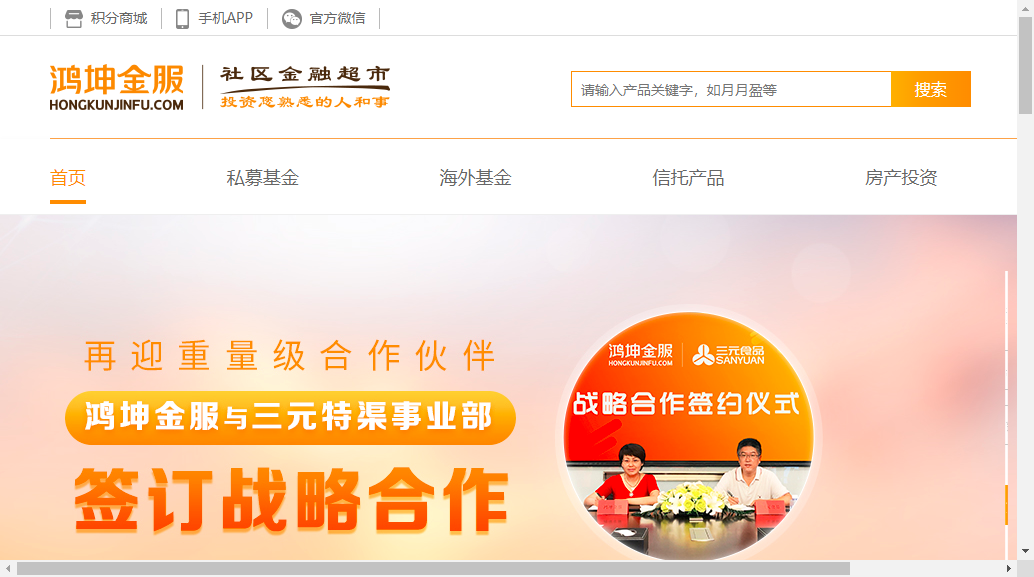 积分商城
手机APP
官方微信
鸿坤金服
HONGKUNJINFU.COM
社区金融超市
投资您熟悉的人和事
请输入产品关键字，如月月盈等
搜索
首页
私募基金
海外基金
信托产品
房产投资
再迎重量级合作伙伴
鸿坤金服与三元特渠事业部
签订战略合作
鸿坤金服
HONGKUNJINFU.COM
三元食品
SANYUAN
战略合作签约仪式